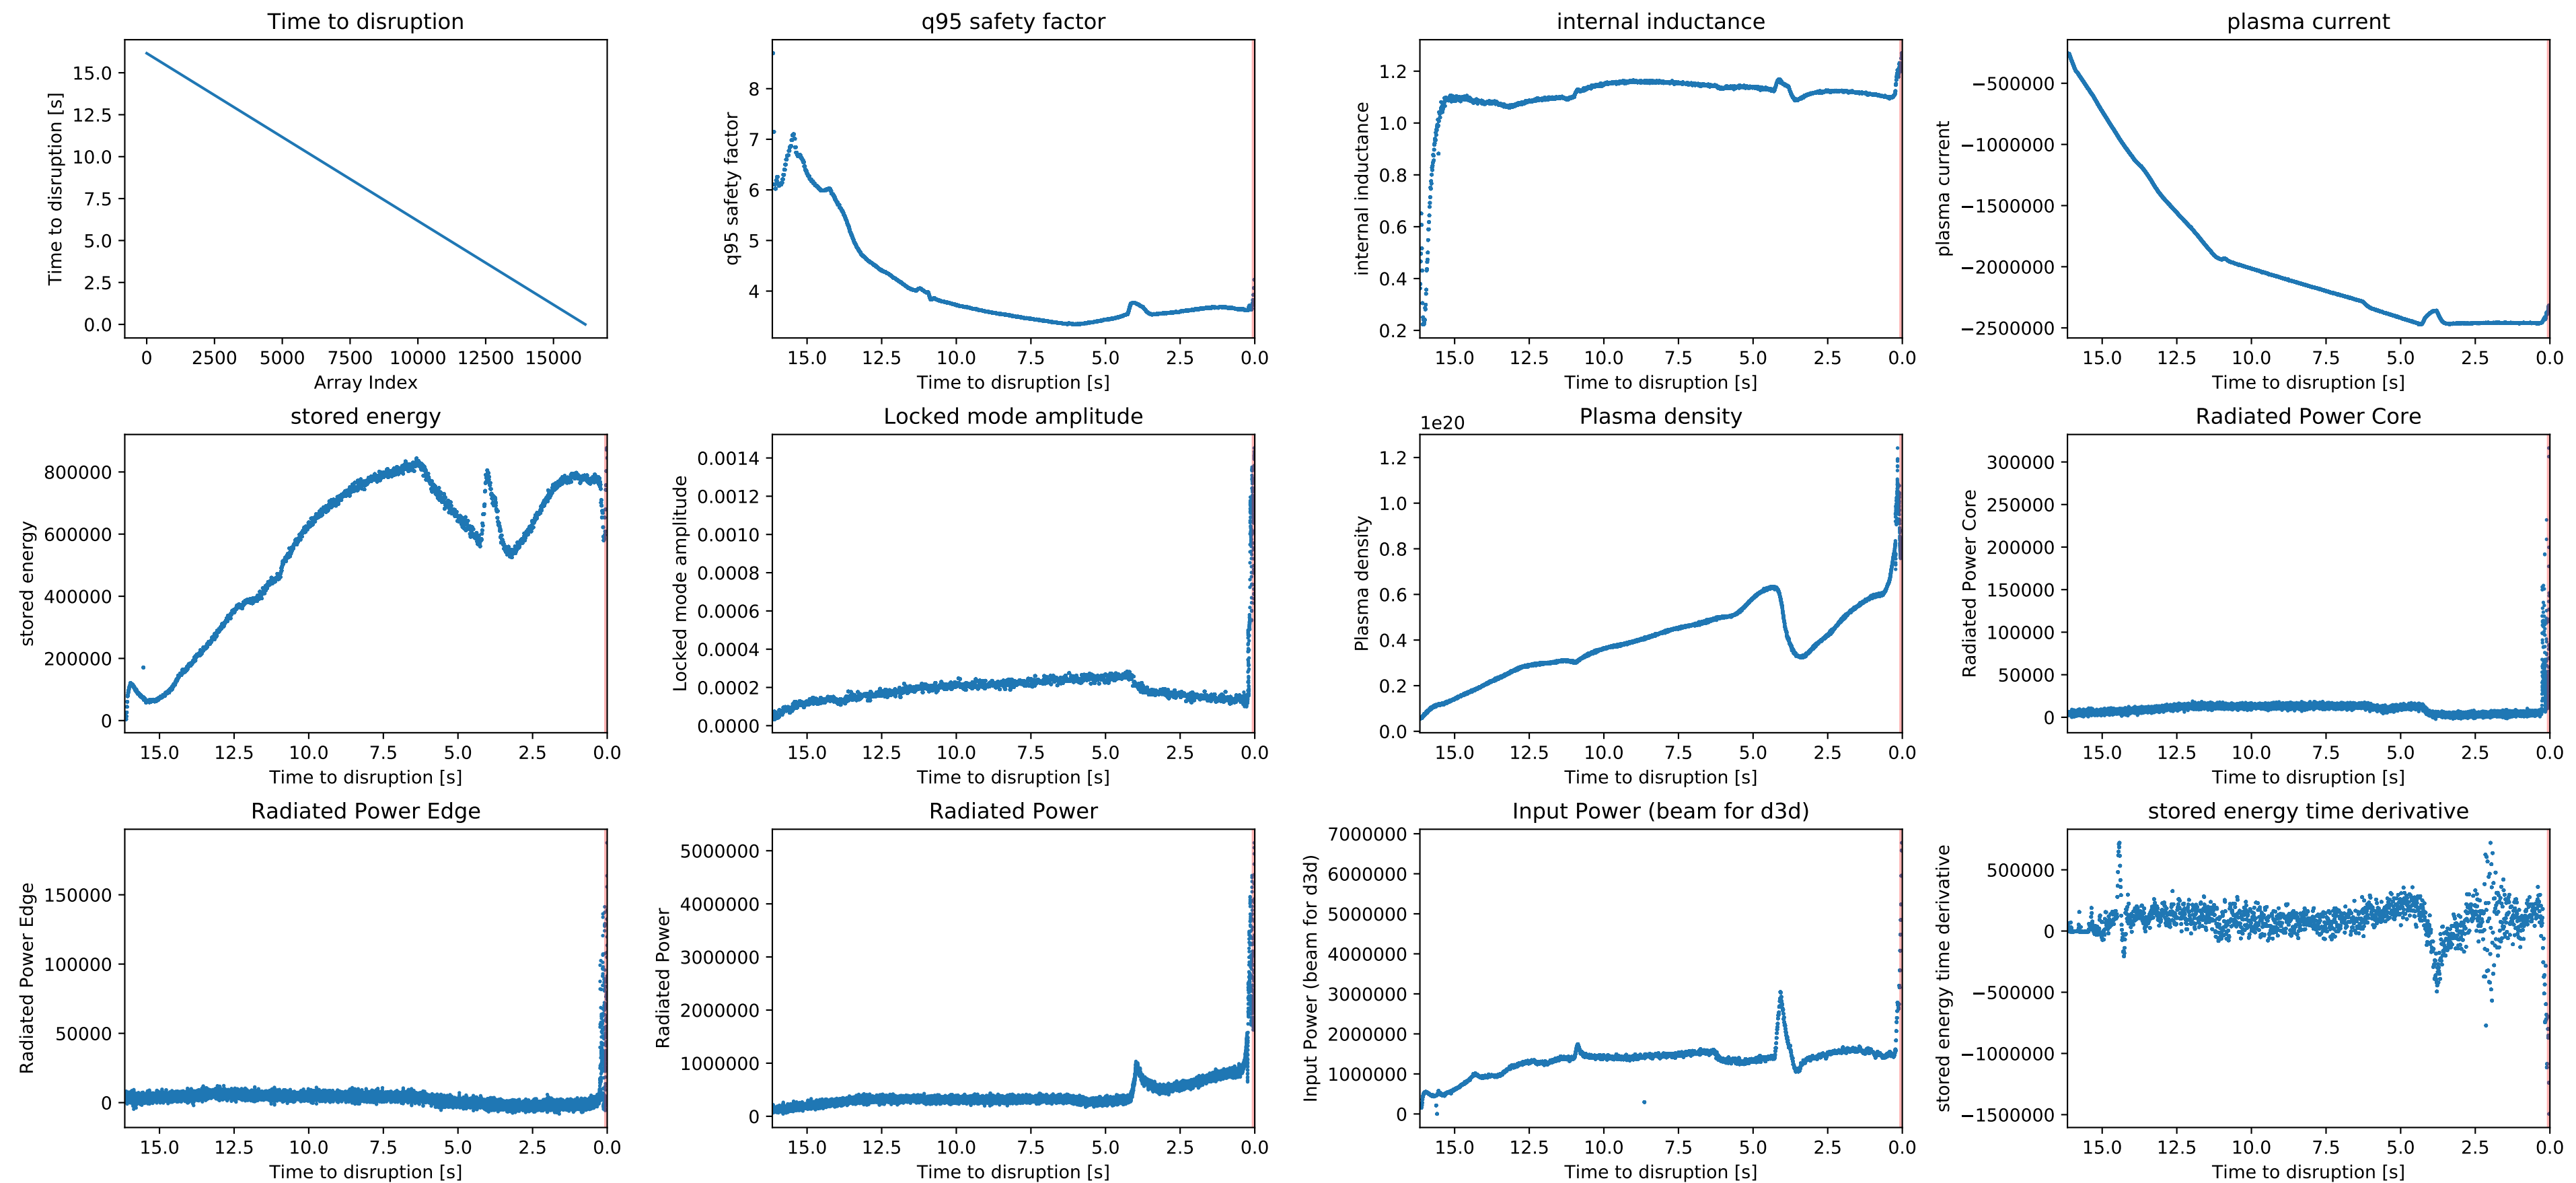 Time to disruption
Time to disruption [s]
15.0
12.5
10.0
7.5
5.0
2.5
0.0
0 2500 5000 7500 10000 12500 15000
Array Index
q95 safety factor
q95 safety factor
8
7
6
5
4
15.0 12.5 10.0 7.5 5.0 2.5 0.0
Time to disruption [s]
internal inductance
internal inductance
1.2
1.0
0.8
0.6
0.4
0.2
15.0 12.5 10.0 7.5 5.0 2.5 0.0
Time to disruption [s]
plasma current
plasma current
−500000
−1000000
−1500000
−2000000
−2500000
15.0 12.5 10.0 7.5 5.0 2.5 0.0
Time to disruption [s]
stored energy
stored energy
800000
600000
400000
200000
0
15.0 12.5 10.0 7.5 5.0 2.5 0.0
Time to disruption [s]
Locked mode amplitude
Locked mode amplitude
0.0014
0.0012
0.0010
0.0008
0.0006
0.0004
0.0002
0.0000
15.0 12.5 10.0 7.5 5.0 2.5 0.0
Time to disruption [s]
Plasma density
1e20
Plasma density
1.2
1.0
0.8
0.6
0.4
0.2
0.0
15.0 12.5 10.0 7.5 5.0 2.5 0.0
Time to disruption [s]
Radiated Power Core
Radiated Power Core
300000
250000
200000
150000
100000
50000
0
15.0 12.5 10.0 7.5 5.0 2.5 0.0
Time to disruption [s]
Radiated Power Edge
Radiated Power Edge
150000
100000
50000
0
15.0 12.5 10.0 7.5 5.0 2.5 0.0
Time to disruption [s]
Radiated Power
Radiated Power
5000000
4000000
3000000
2000000
1000000
0
15.0 12.5 10.0 7.5 5.0 2.5 0.0
Time to disruption [s]
Input Power (beam for d3d)
Input Power (beam for d3d)
7000000
6000000
5000000
4000000
3000000
2000000
1000000
0
15.0 12.5 10.0 7.5 5.0 2.5 0.0
Time to disruption [s]
stored energy time derivative
stored energy time derivative
500000
0
−500000
−1000000
−1500000
15.0 12.5 10.0 7.5 5.0 2.5 0.0
Time to disruption [s]